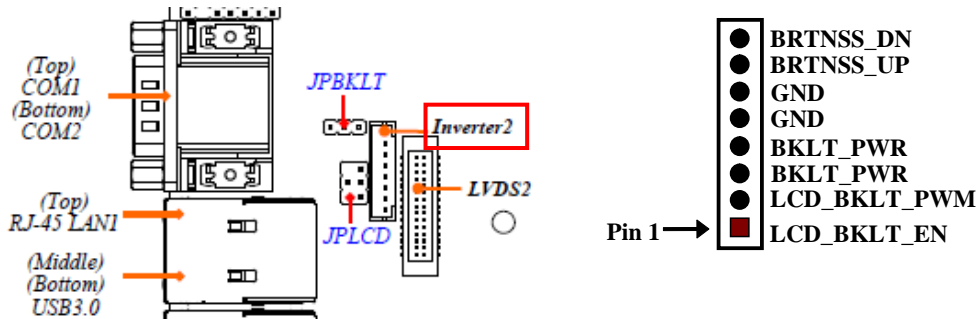 (Top)
COM1
(Bottom)
COM2
(Top)
RJ-45 LAN1
(Middle)
(Bottom)
USB3.0
JPBKLT
Inverter2
LVDS2
JPLCD
BRTNSS_DN
BRTNSS_UP
GND
GND
BKLT_PWR
BKLT_PWR
LCD_BKLT_PWM
Pin 1
LCD_BKLT_EN